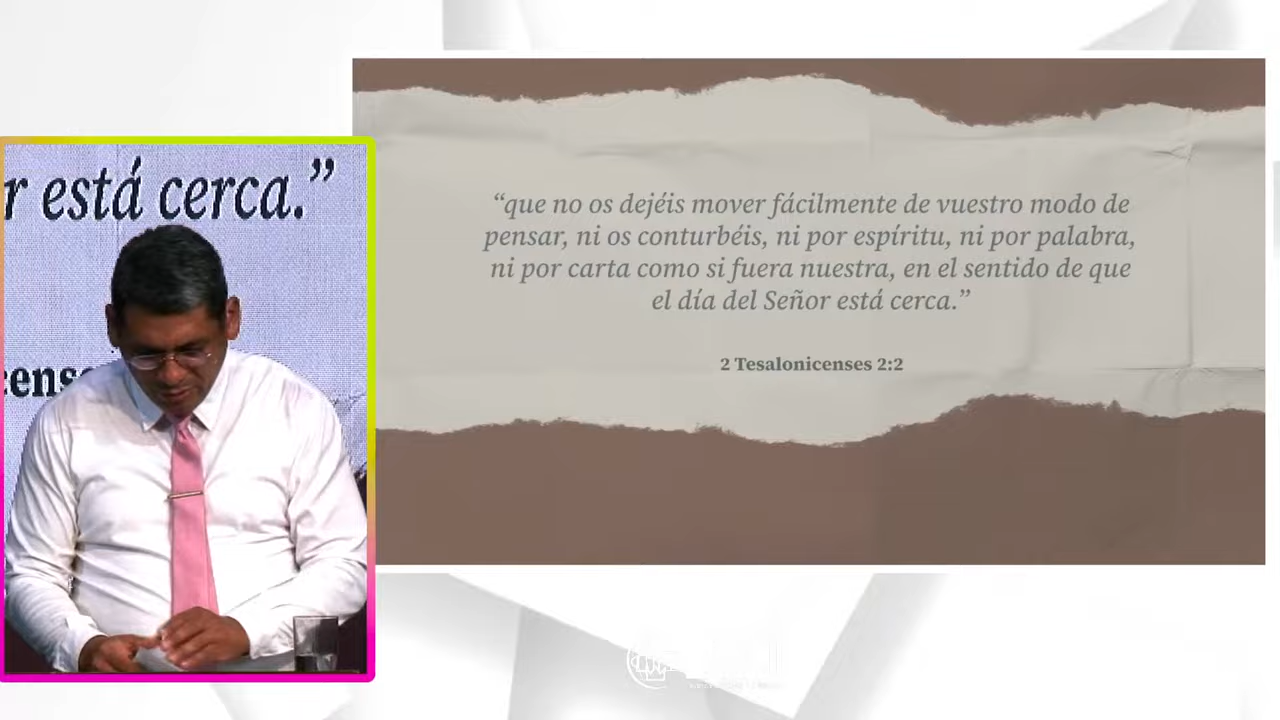 r está cerca.”
cens
“que no os dejéis mover fácilmente de vuestro modo de
pensar, ni os conturbéis, ni por espíritu, ni por palabra,
ni por carta como si fuera nuestra, en el sentido de que
el día del Señor está cerca.”
2 Tesalonicenses 2:2